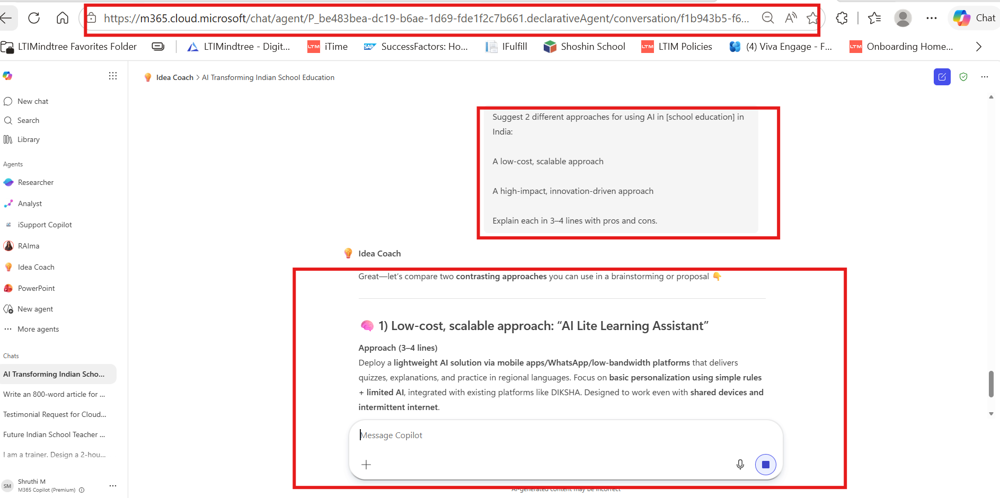 https://m365.cloud.microsoft/chat/agent/P_be483bea-dc19-b6ae-1d69-fde1f2c7b661.declarativeAgent/conversation/f1b943b5-f6...
Chat
LTIMindtree Favorites Folder
LTIMindtree - Digit...
LTM iTime
SAP SuccessFactors: Ho...
IFulfill
Shoshin School
LTM LTIM Policies
(4) Viva Engage - F...
LTM Onboarding Home...
Idea Coach > AI Transforming Indian School Education
New chat
Search
Library
Agents
Researcher
Analyst
iSupport Copilot
RAIma
Idea Coach
PowerPoint
New agent
More agents
Chats
AI Transforming Indian Scho...
Write an 800-word article for ...
Testimonial Request for Cloud...
Future Indian School Teacher ...
I am a trainer. Design a 2-hou...
SM
Shruthi M
M365 Copilot (Premium)
Suggest 2 different approaches for using AI in [school education] in
India:
A low-cost, scalable approach
A high-impact, innovation-driven approach
Explain each in 3–4 lines with pros and cons.
Idea Coach
Great—let’s compare two contrasting approaches you can use in a brainstorming or proposal 👇
🧠 1) Low-cost, scalable approach: “AI Lite Learning Assistant”
Approach (3–4 lines)
Deploy a lightweight AI solution via mobile apps/WhatsApp/low-bandwidth platforms that delivers
quizzes, explanations, and practice in regional languages. Focus on basic personalization using simple rules
+ limited AI, integrated with existing platforms like DIKSHA. Designed to work even with shared devices and
intermittent internet.
Message Copilot
AI-generated content may be incorrect